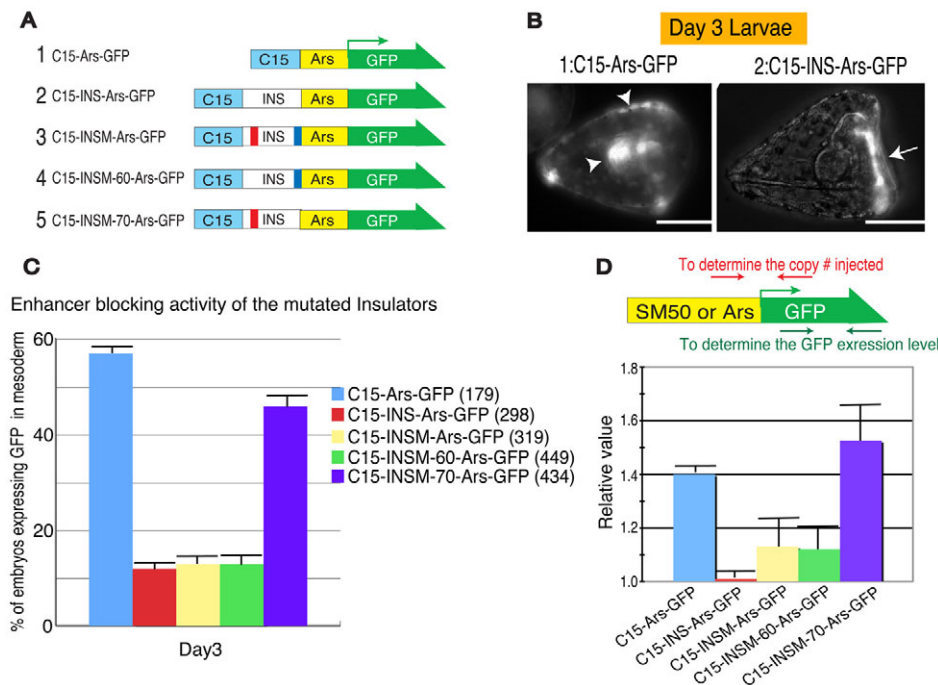 A
1 C15-Ars-GFP
C15 Ars GFP
2 C15-INS-Ars-GFP
C15 INS Ars GFP
3 C15-INSM-Ars-GFP
C15 INS Ars GFP
4 C15-INSM-60-Ars-GFP
C15 INS Ars GFP
5 C15-INSM-70-Ars-GFP
C15 INS Ars GFP
B
Day 3 Larvae
1:C15-Ars-GFP 2:C15-INS-Ars-GFP
C
Enhancer blocking activity of the mutated Insulators
% of embryos expressing GFP in mesoderm
60
40
20
0
Day3
C15-Ars-GFP (179)
C15-INS-Ars-GFP (298)
C15-INSM-Ars-GFP (319)
C15-INSM-60-Ars-GFP (449)
C15-INSM-70-Ars-GFP (434)
D
To determine the copy # injected
SM50 or Ars GFP
To determine the GFP exression level
Relative value
1.8
1.6
1.4
1.2
1.0
C15-Ars-GFP
C15-INS-Ars-GFP
C15-INSM-Ars-GFP
C15-INSM-60-Ars-GFP
C15-INSM-70-Ars-GFP